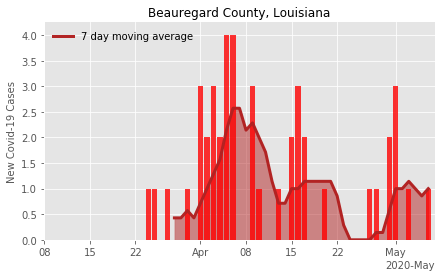 Beauregard County, Louisiana
7 day moving average
New Covid-19 Cases
4.0
3.5
3.0
2.5
2.0
1.5
1.0
0.5
0.0
08 15 22 Apr 08 15 22 May
2020-May